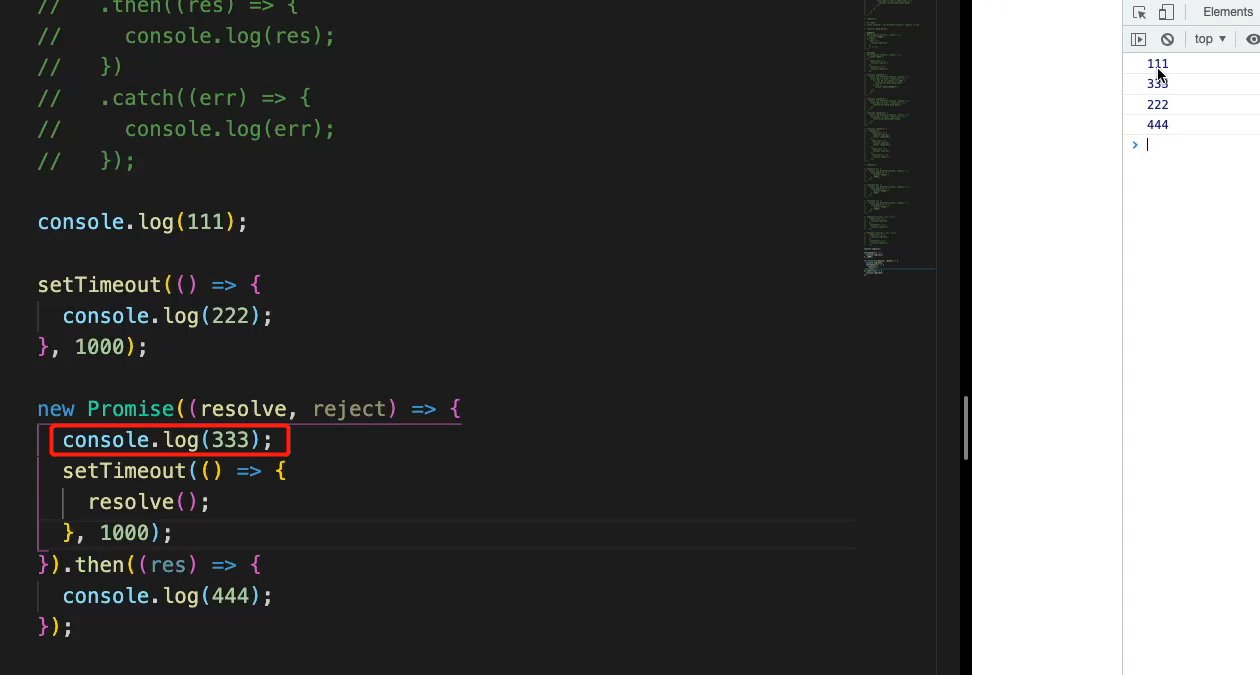 //   .then((res) => {
//     console.log(res);
//   })
//   .catch((err) => {
//     console.log(err);
//   });
console.log(111);
setTimeout(() => {
  console.log(222);
}, 1000);
new Promise((resolve, reject) => {
  console.log(333);
  setTimeout(() => {
    resolve();
  }, 1000);
}).then((res) => {
  console.log(444);
});
Elements
top ▼
111
333
222
444
>